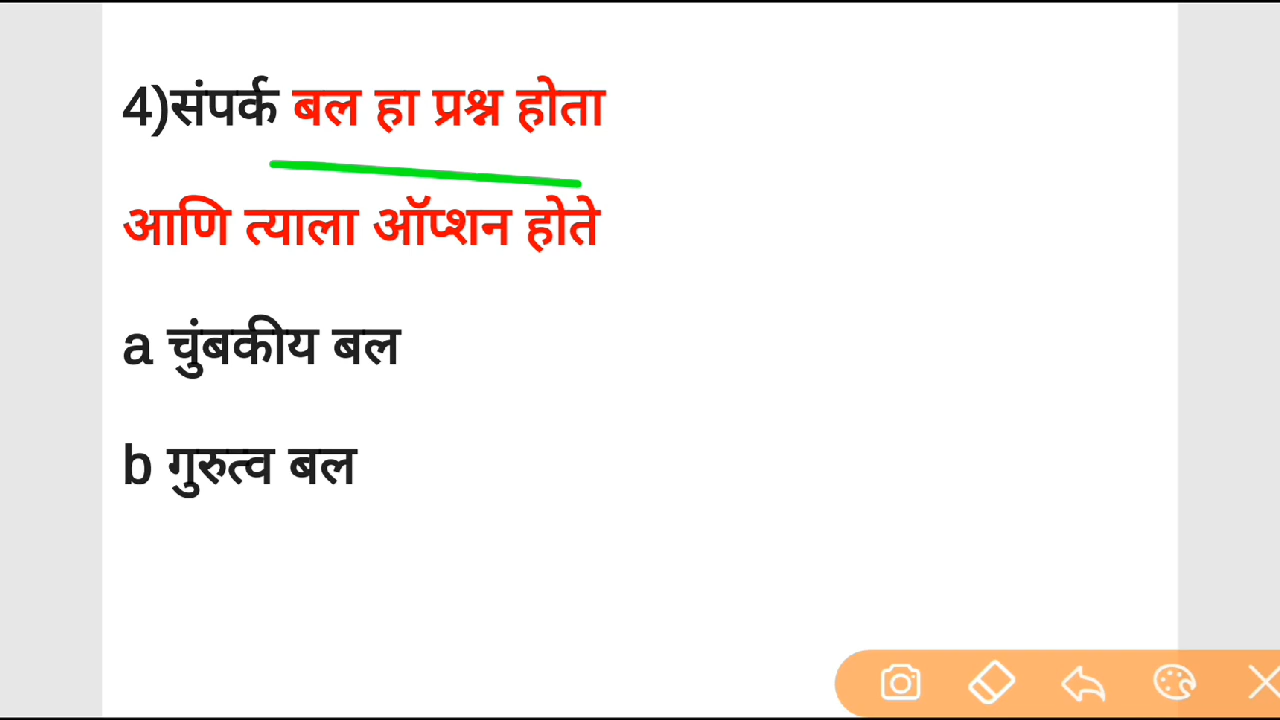 4)संपर्क बल हा प्रश्न होता
आणि त्याला ऑप्शन होते
a चुंबकीय बल
b गुरुत्व बल